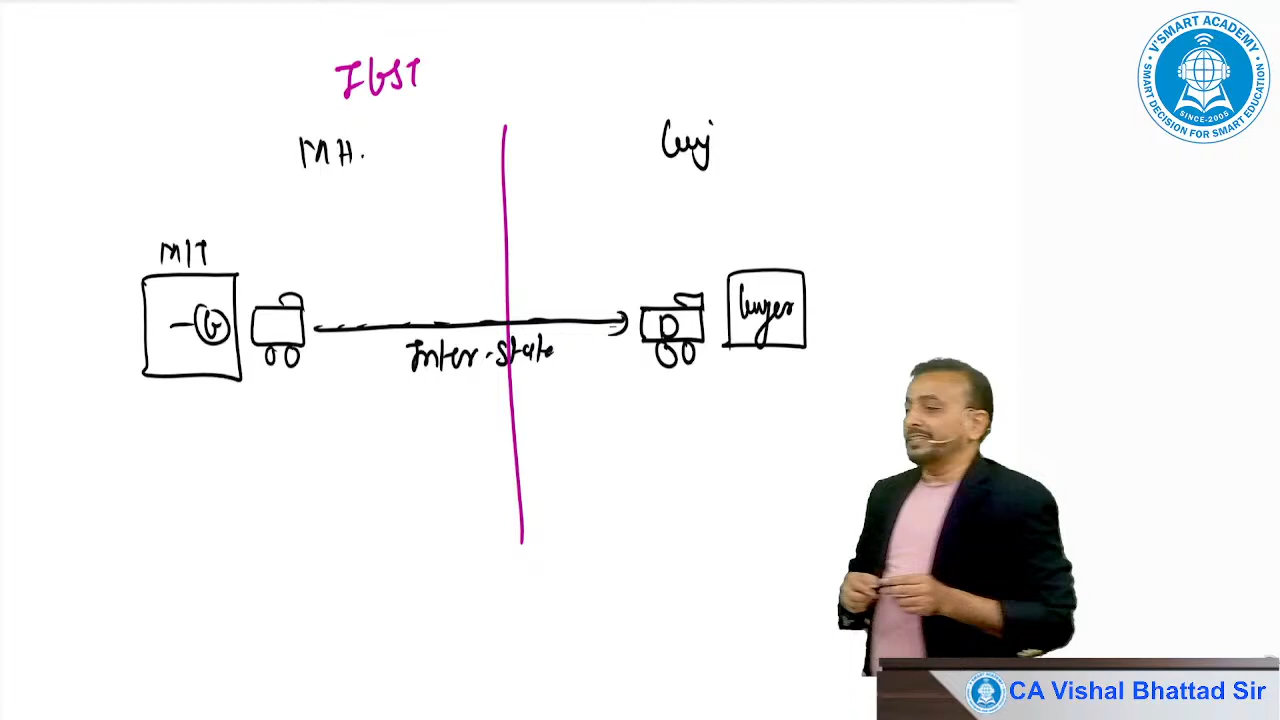 IGST
MH.
Guj
M/T
G
Inter-State
D
Buyer
V'SMART ACADEMY
SINCE-2005
SMART DECISION FOR SMART EDUCATION
CA Vishal Bhattad Sir